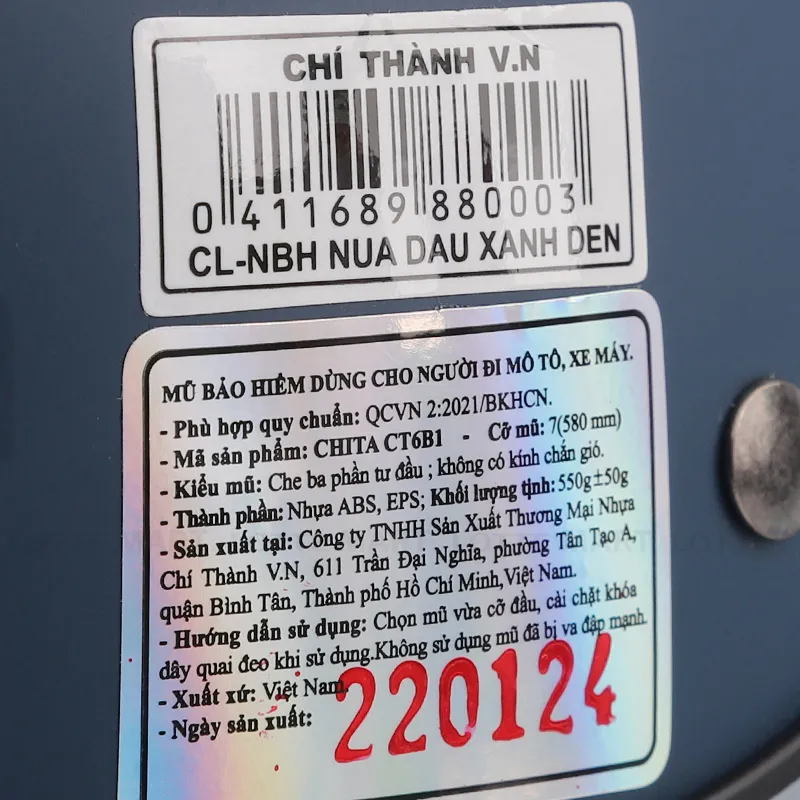 CHÍ THÀNH V.N
0 411689 880003
CL-NBH NUA DAU XANH DEN
MŨ BẢO HIỂM DÙNG CHO NGƯỜI ĐI MÔ TÔ, XE MÁY.
- Phù hợp quy chuẩn: QCVN 2:2021/BKHCN.
- Mã sản phẩm: CHITA CT6B1 - Cỡ mũ: 7(580 mm)
- Kiểu mũ: Che ba phần tư đầu ; không có kính chắn gió.
- Thành phần: Nhựa ABS, EPS; Khối lượng tịnh: 550g±50g
- Sản xuất tại: Công ty TNHH Sản Xuất Thương Mại Nhựa
Chí Thành V.N, 611 Trần Đại Nghĩa, phường Tân Tạo A,
quận Bình Tân, Thành phố Hồ Chí Minh,Việt Nam.
- Hướng dẫn sử dụng: Chọn mũ vừa cỡ đầu, cài chặt khóa
dây quai đeo khi sử dụng.Không sử dụng mũ đã bị va đập mạnh.
- Xuất xứ: Việt Nam.
- Ngày sản xuất: 220124